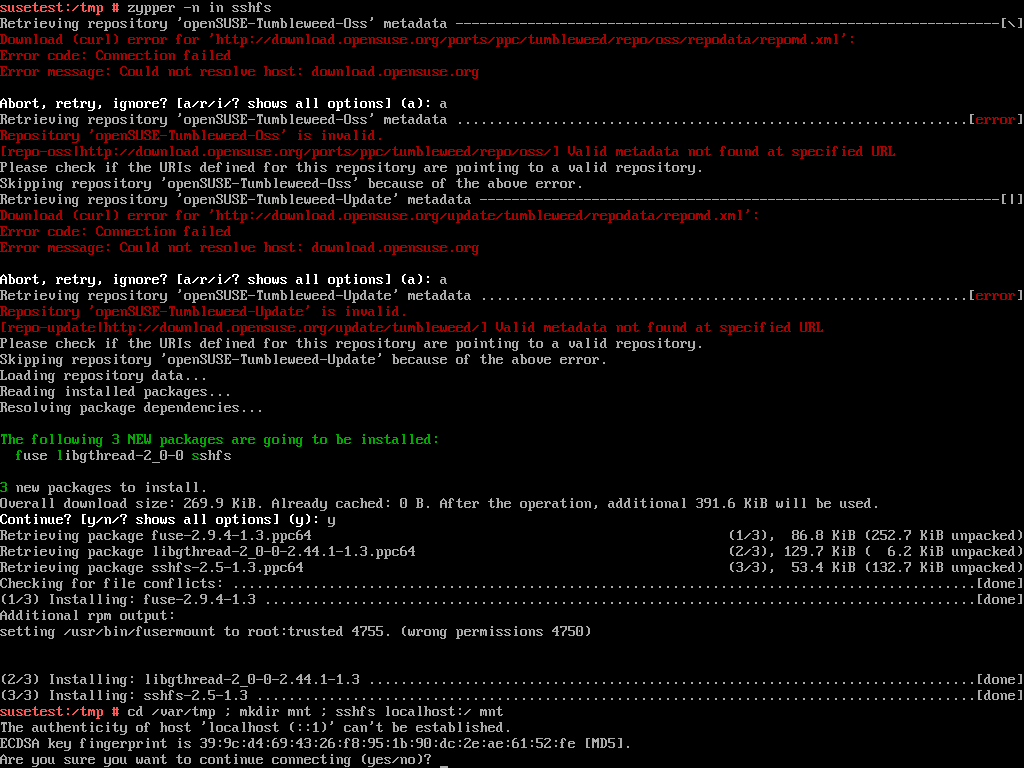 susetest:/tmp # zypper -n in sshfs
Retrieving repository 'openSUSE-Tumbleweed-Oss' metadata --------------------------------------------------------------------[\]
Download (curl) error for 'http://download.opensuse.org/ports/ppc/tumbleweed/repo/oss/repodata/repomd.xml':
Error code: Connection failed
Error message: Could not resolve host: download.opensuse.org

Abort, retry, ignore? [a/r/i/? shows all options] (a): a
Retrieving repository 'openSUSE-Tumbleweed-Oss' metadata ................................................................[error]
Repository 'openSUSE-Tumbleweed-Oss' is invalid.
[repo-oss|http://download.opensuse.org/ports/ppc/tumbleweed/repo/oss/] Valid metadata not found at specified URL
Please check if the URIs defined for this repository are pointing to a valid repository.
Skipping repository 'openSUSE-Tumbleweed-Oss' because of the above error.
Retrieving repository 'openSUSE-Tumbleweed-Update' metadata -----------------------------------------------------------------[|]
Download (curl) error for 'http://download.opensuse.org/update/tumbleweed/repodata/repomd.xml':
Error code: Connection failed
Error message: Could not resolve host: download.opensuse.org

Abort, retry, ignore? [a/r/i/? shows all options] (a): a
Retrieving repository 'openSUSE-Tumbleweed-Update' metadata .............................................................[error]
Repository 'openSUSE-Tumbleweed-Update' is invalid.
[repo-update|http://download.opensuse.org/update/tumbleweed/] Valid metadata not found at specified URL
Please check if the URIs defined for this repository are pointing to a valid repository.
Skipping repository 'openSUSE-Tumbleweed-Update' because of the above error.
Loading repository data...
Reading installed packages...
Resolving package dependencies...

The following 3 NEW packages are going to be installed:
  fuse libgthread-2_0-0 sshfs

3 new packages to install.
Overall download size: 269.9 KiB. Already cached: 0 B. After the operation, additional 391.6 KiB will be used.
Continue? [y/n/? shows all options] (y): y
Retrieving package fuse-2.9.4-1.3.ppc64 (1/3),  86.8 KiB (252.7 KiB unpacked)
Retrieving package libgthread-2_0-0-2.44.1-1.3.ppc64 (2/3), 129.7 KiB (  6.2 KiB unpacked)
Retrieving package sshfs-2.5-1.3.ppc64 (3/3),  53.4 KiB (132.7 KiB unpacked)
Checking for file conflicts: .............................................................................................[done]
(1/3) Installing: fuse-2.9.4-1.3 .........................................................................................[done]
Additional rpm output:
setting /usr/bin/fusermount to root:trusted 4755. (wrong permissions 4750)

(2/3) Installing: libgthread-2_0-0-2.44.1-1.3 ............................................................................[done]
(3/3) Installing: sshfs-2.5-1.3 ..........................................................................................[done]
susetest:/tmp # cd /var/tmp ; mkdir mnt ; sshfs localhost:/ mnt
The authenticity of host 'localhost (::1)' can't be established.
ECDSA key fingerprint is 39:9c:d4:69:43:26:f8:95:1b:90:dc:2e:ae:61:52:fe [MD5].
Are you sure you want to continue connecting (yes/no)? _